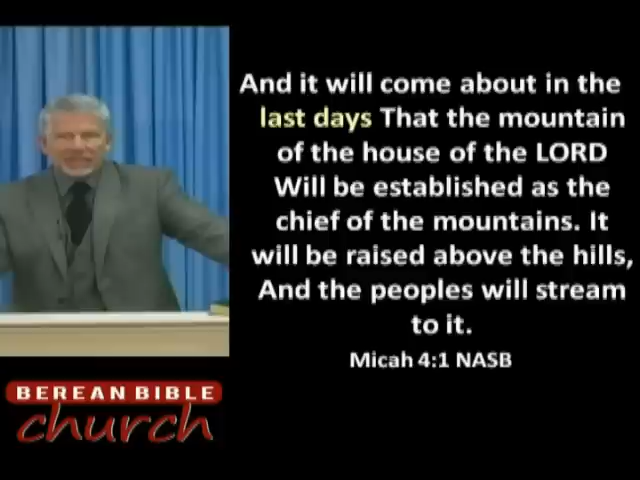 And it will come about in the
last days That the mountain
of the house of the LORD
Will be established as the
chief of the mountains. It
will be raised above the hills,
And the peoples will stream
to it.
Micah 4:1 NASB
BEREAN BIBLE
church